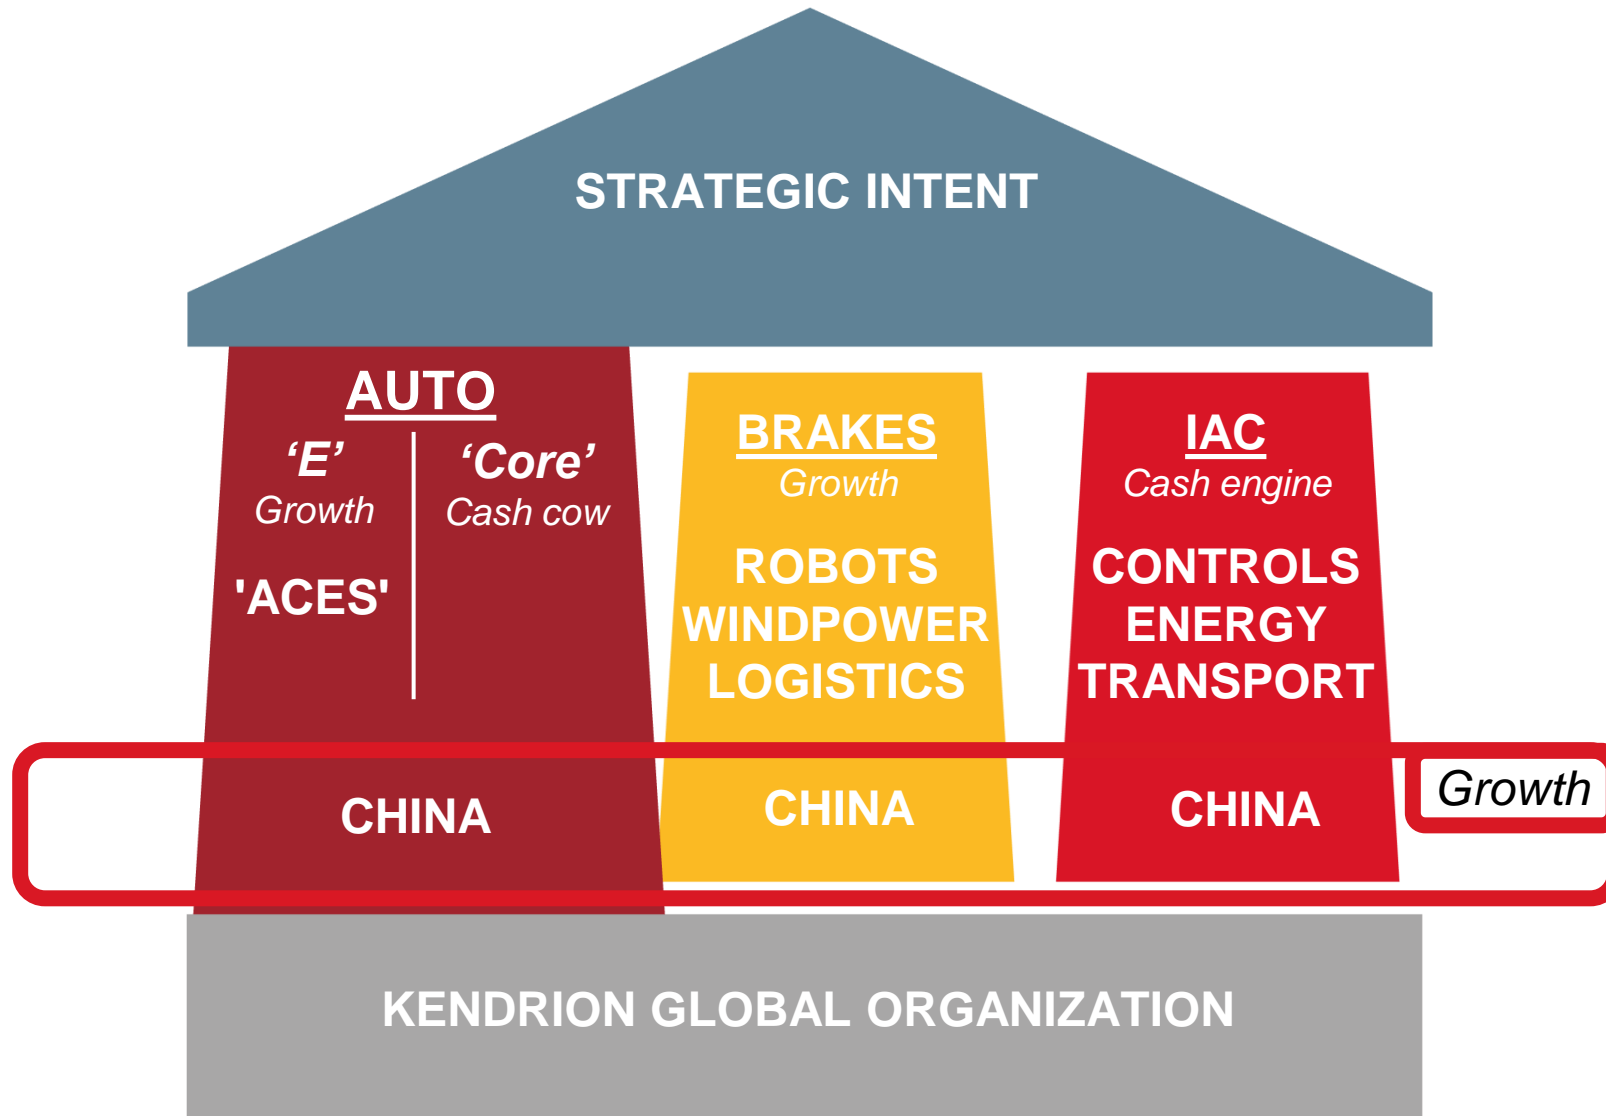 STRATEGIC INTENT
AUTO
‘E’
Growth
'ACES'
‘Core’
Cash cow
BRAKES
Growth
ROBOTS
WINDPOWER
LOGISTICS
IAC
Cash engine
CONTROLS
ENERGY
TRANSPORT
CHINA
CHINA
CHINA
Growth
KENDRION GLOBAL ORGANIZATION